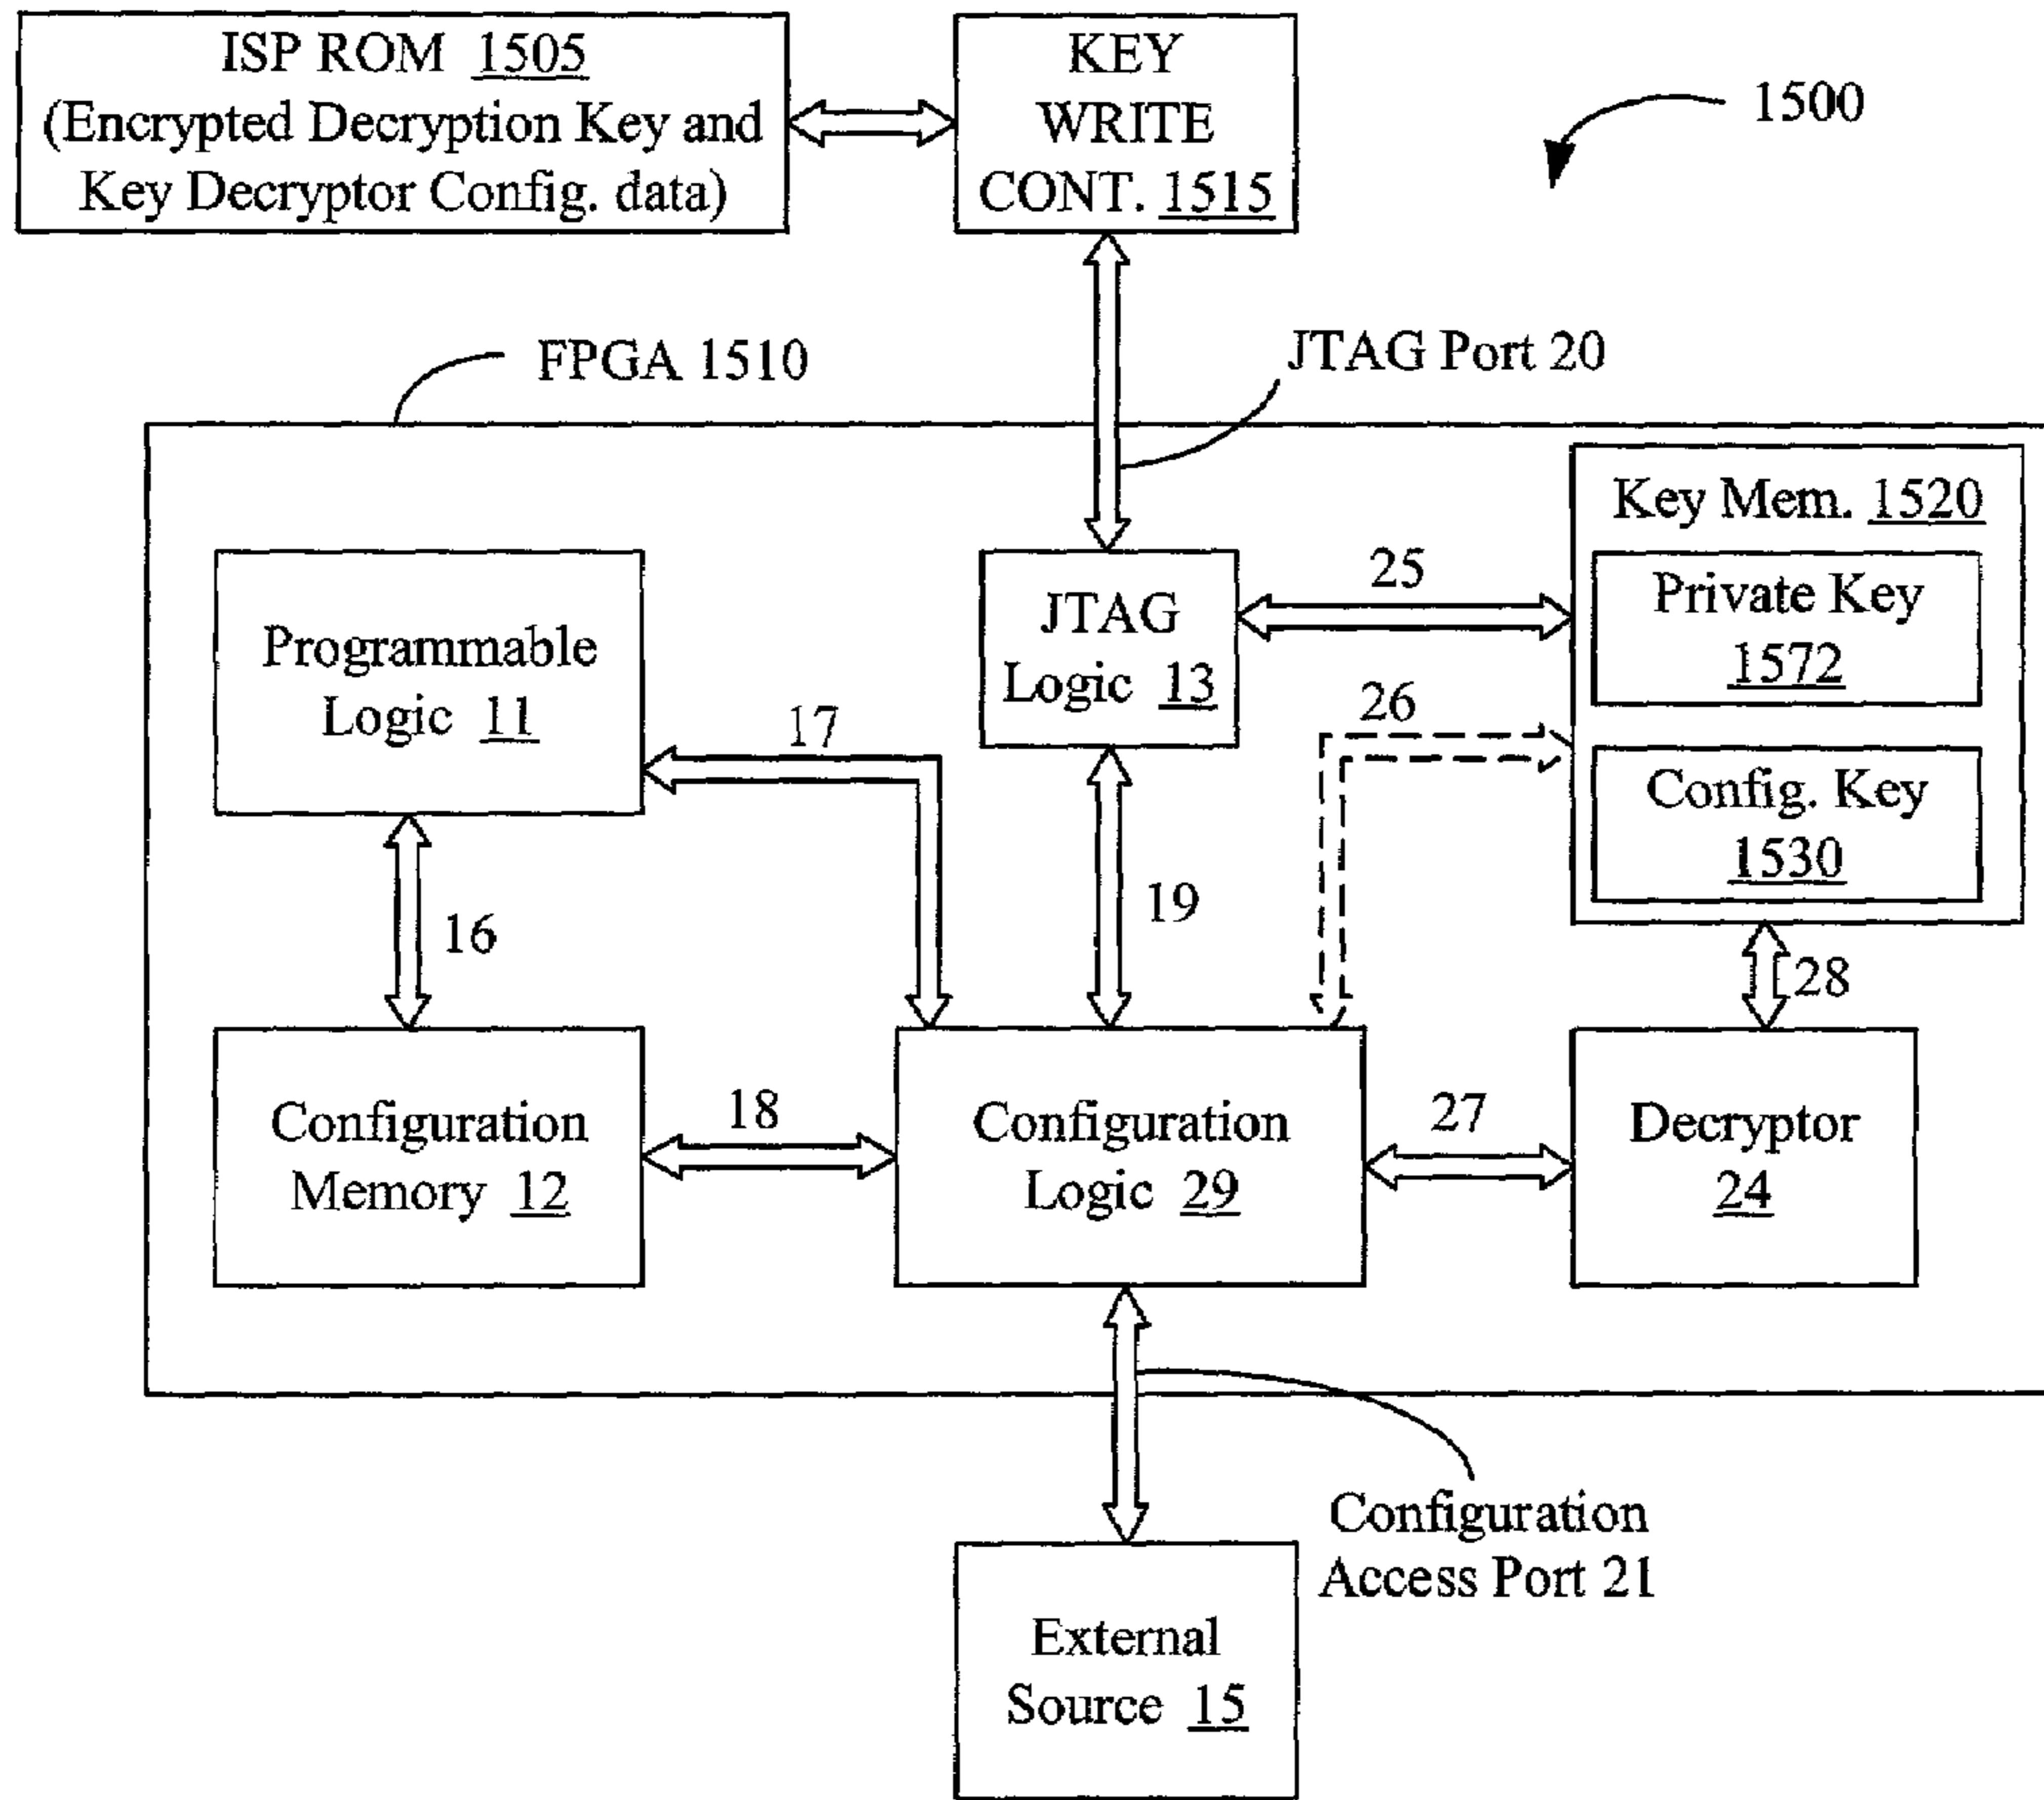 ISP ROM 1505
(Encrypted Decryption Key and
Key Decryptor Config. data)
KEY
WRITE
CONT. 1515
1500
FPGA 1510
JTAG Port 20
Key Mem. 1520
Private Key
1572
Config. Key
1530
25
JTAG
Logic 13
26
Programmable
Logic 11
17
16
19
28
Configuration
Memory 12
18
Configuration
Logic 29
27
Decryptor
24
Configuration
Access Port 21
External
Source 15